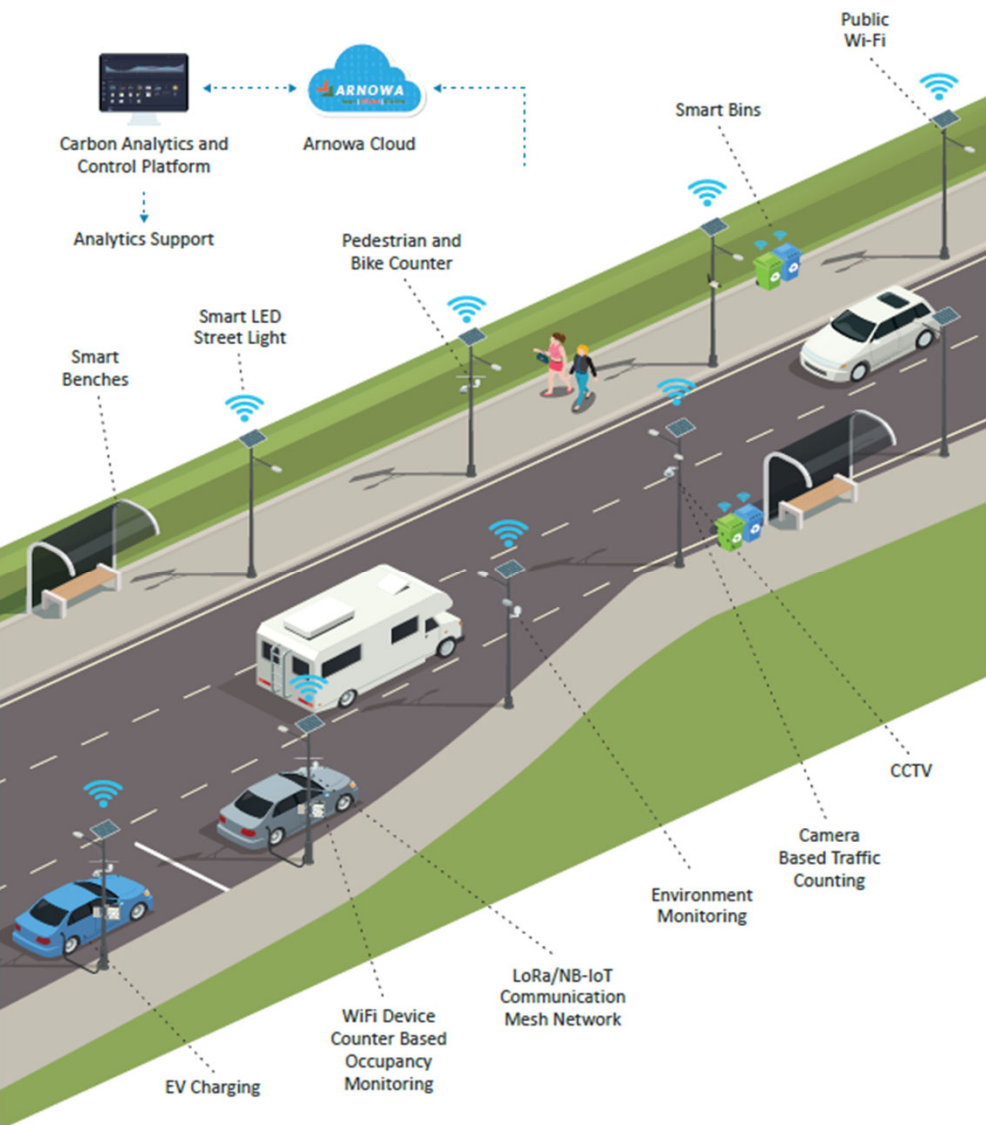 Public
Wi-Fi
Smart Bins
ARNOWA
Carbon Analytics and
Control Platform
Arnowa Cloud
Analytics Support
Pedestrian and
Bike Counter
Smart LED
Street Light
Smart
Benches
CCTV
Camera
Based Traffic
Counting
Environment
Monitoring
LoRa/NB-IoT
Communication
Mesh Network
WiFi Device
Counter Based
Occupancy
Monitoring
EV Charging